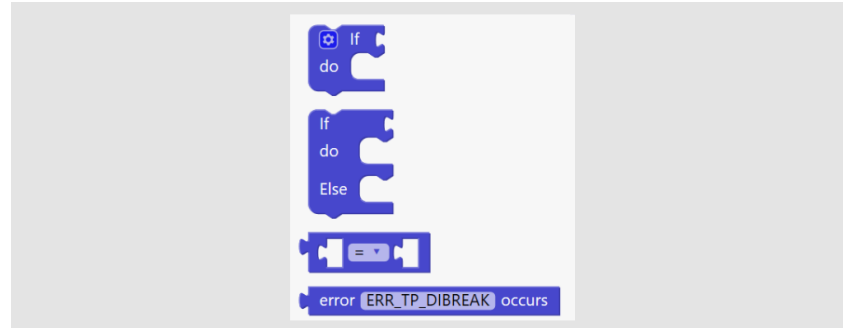 If
do
If
do
Else
= ▼
error ERR_TP_DIBREAK occurs